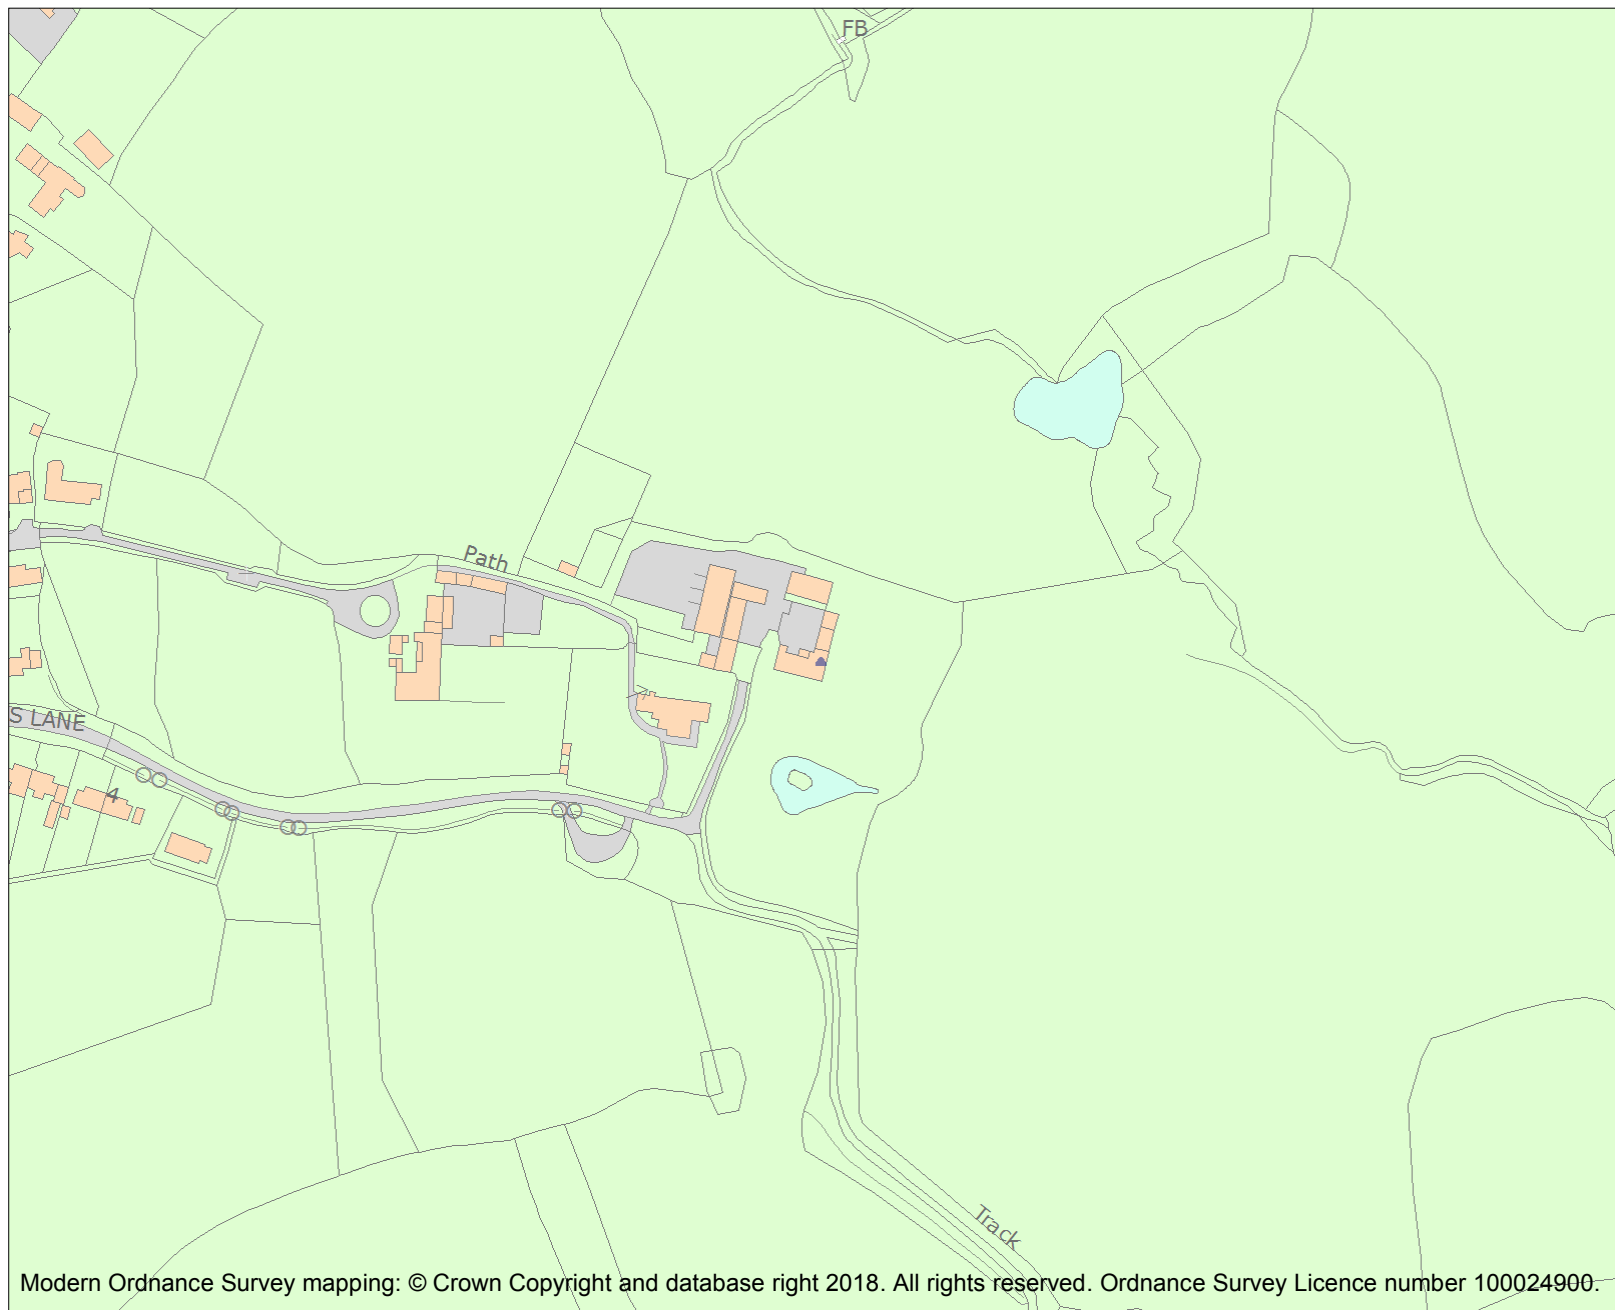 FB
Path
S LANE
4
7
Track
Modern Ordnance Survey mapping: © Crown Copyright and database right 2018. All rights reserved. Ordnance Survey Licence number 100024900.